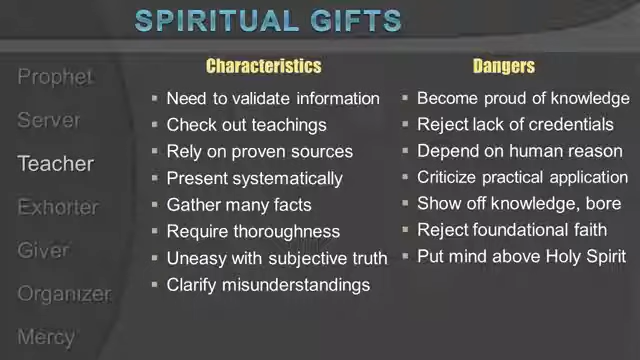 SPIRITUAL GIFTS
Prophet
Server
Teacher
Exhorter
Giver
Organizer
Mercy
Characteristics
▪ Need to validate information
▪ Check out teachings
▪ Rely on proven sources
▪ Present systematically
▪ Gather many facts
▪ Require thoroughness
▪ Uneasy with subjective truth
▪ Clarify misunderstandings
Dangers
▪ Become proud of knowledge
▪ Reject lack of credentials
▪ Depend on human reason
▪ Criticize practical application
▪ Show off knowledge, bore
▪ Reject foundational faith
▪ Put mind above Holy Spirit